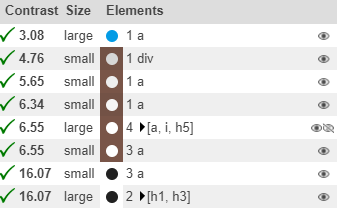 Contrast Size Elements
3.08 large 1 a
4.76 small 1 div
5.65 small 1 a
6.34 small 1 a
6.55 large 4 [a, i, h5]
6.55 small 3 a
16.07 small 3 a
16.07 large 2 [h1, h3]